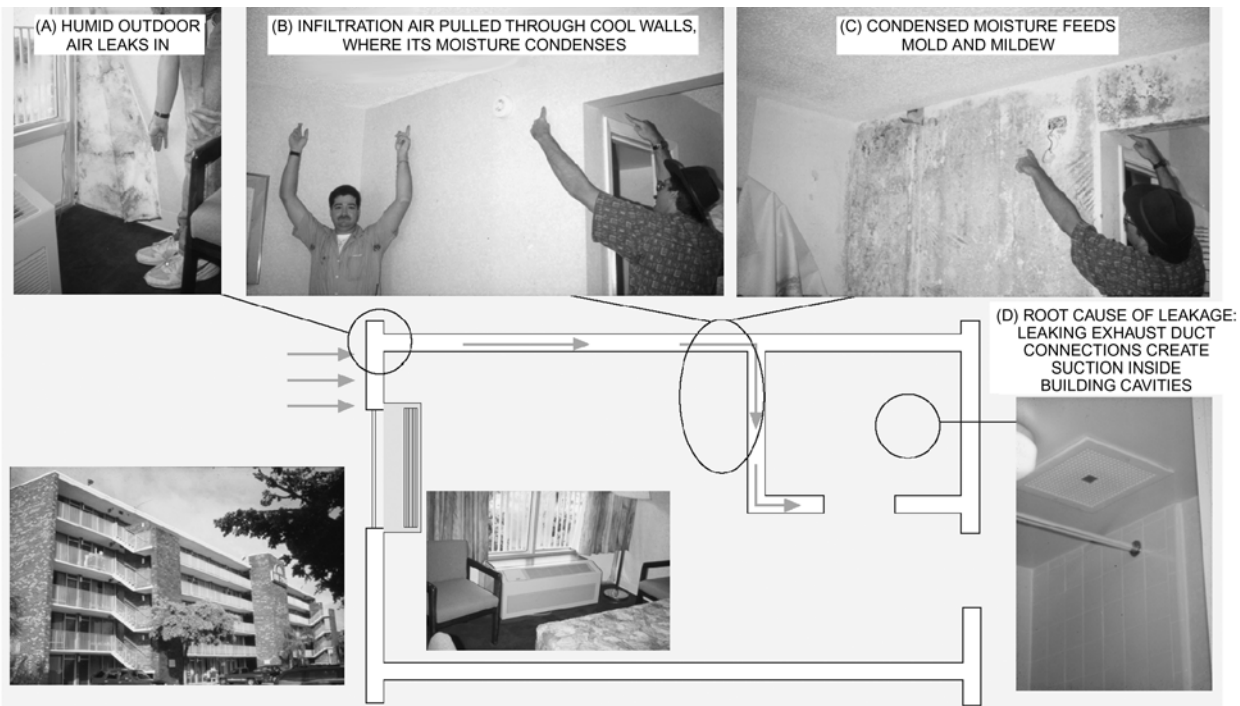 (A) HUMID OUTDOOR
AIR LEAKS IN
(B) INFILTRATION AIR PULLED THROUGH COOL WALLS,
WHERE ITS MOISTURE CONDENSES
(C) CONDENSED MOISTURE FEEDS
MOLD AND MILDEW
(D) ROOT CAUSE OF LEAKAGE:
LEAKING EXHAUST DUCT
CONNECTIONS CREATE
SUCTION INSIDE
BUILDING CAVITIES